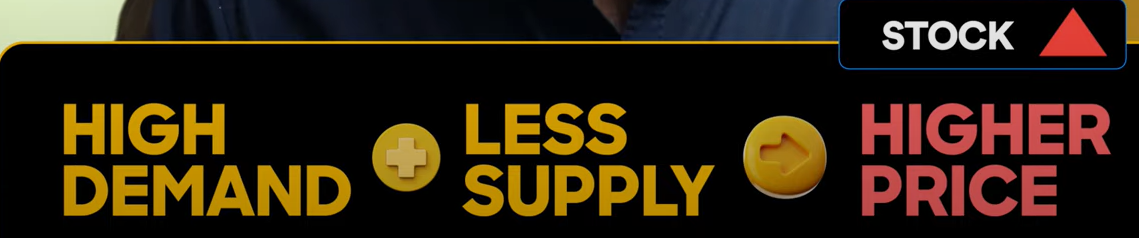 STOCK
HIGH
DEMAND
LESS
SUPPLY
HIGHER
PRICE